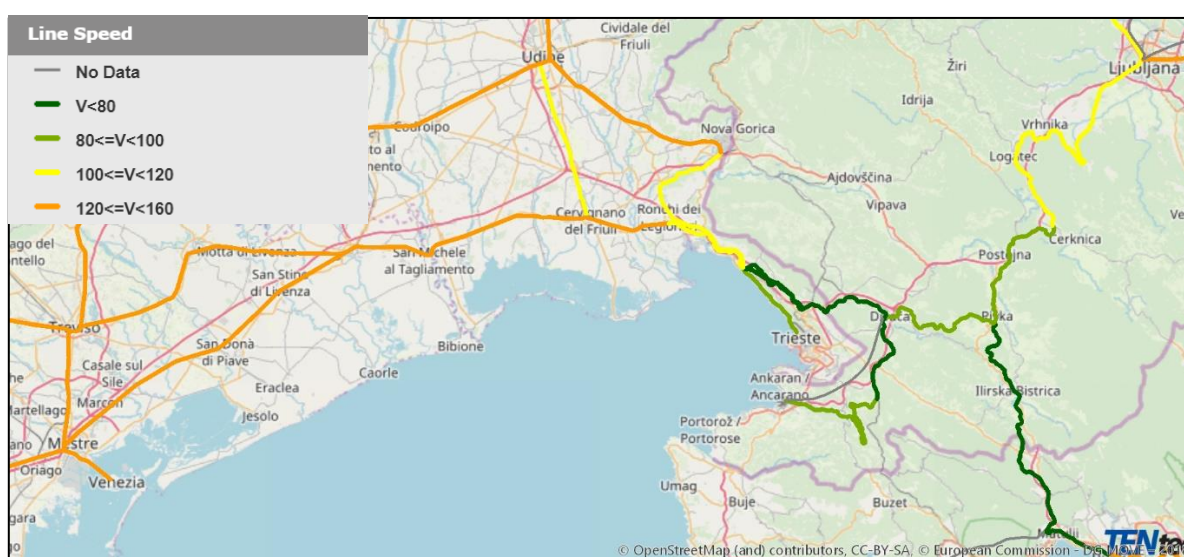 Line Speed
No Data
V<80
80<=V<100
100<=V<120
120<=V<160
Cividale del
Friuli
Udine
Žiri
Ljubljana
Codroipo
Nova Gorica
Idrija
Vrhnika
Logatec
Ajdovščina
Vipava
Cervignano
del Friuli
Ronchi dei
Cerknica
Postojna
Motta di Livenza
San Michele
al Tagliamento
San Stino
di Livenza
Treviso
Pivka
Trieste
San Donà
di Piave
Bibione
Caorle
Casale sul
Sile
Marcon
Eraclea
Jesolo
Ankaran /
Ancarano
Ilirska Bistrica
Portorož /
Portorose
Mestre
Oriago
Venezia
Umag
Buje
Buzet
TEN
© OpenStreetMap (and) contributors, CC-BY-SA, © European Commission